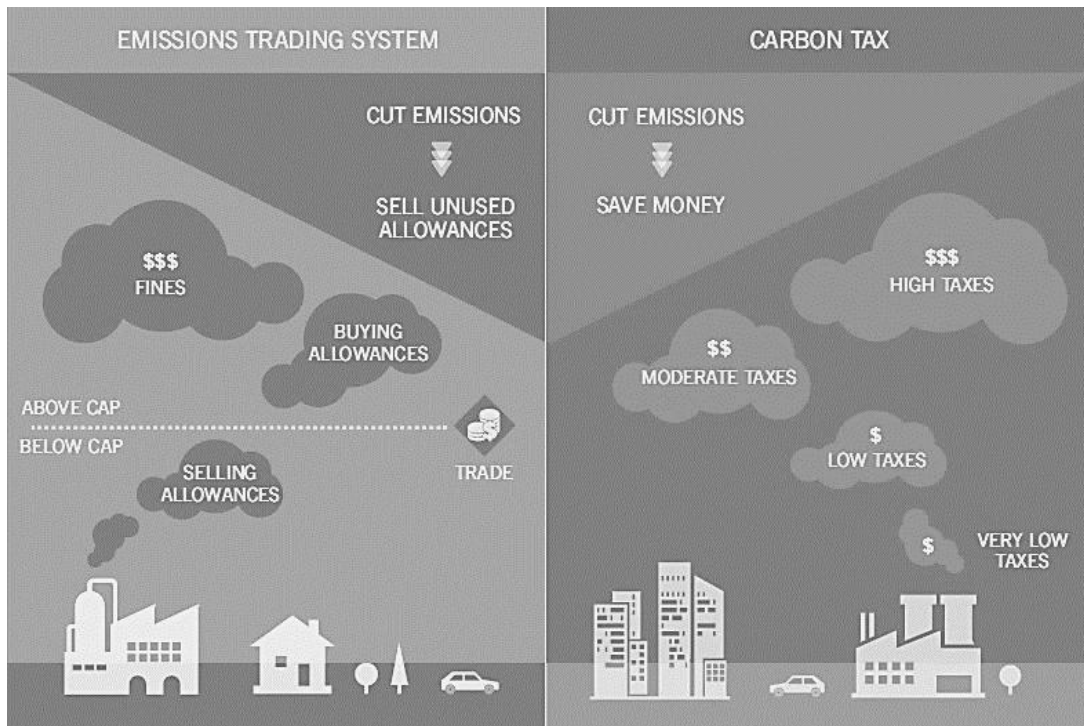 EMISSIONS TRADING SYSTEM
CUT EMISSIONS
SELL UNUSED
ALLOWANCES
$$$
FINES
BUYING
ALLOWANCES
ABOVE CAP
BELOW CAP
TRADE
SELLING
ALLOWANCES
CARBON TAX
CUT EMISSIONS
SAVE MONEY
$$$
HIGH TAXES
$$
MODERATE TAXES
$
LOW TAXES
$
VERY LOW
TAXES